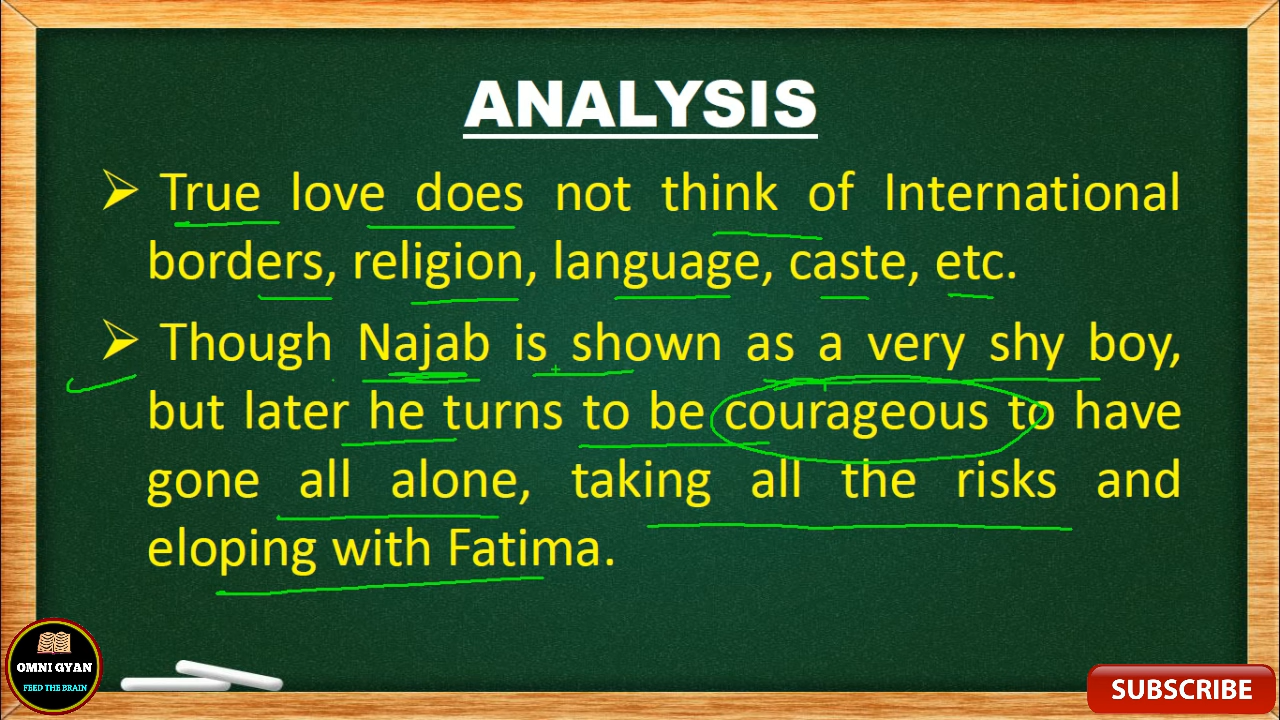 ANALYSIS
➢ True love does not think of International
borders, religion, language, caste, etc.
➢ Though Najab is shown as a very shy boy,
but later he turns to be courageous to have
gone all alone, taking all the risks and
eloping with Fatima.
OMNI GYAN
FEED THE BRAIN
SUBSCRIBE